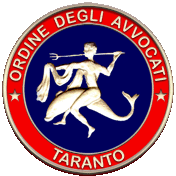 ORDINE DEGLI AVVOCATI
TARANTO